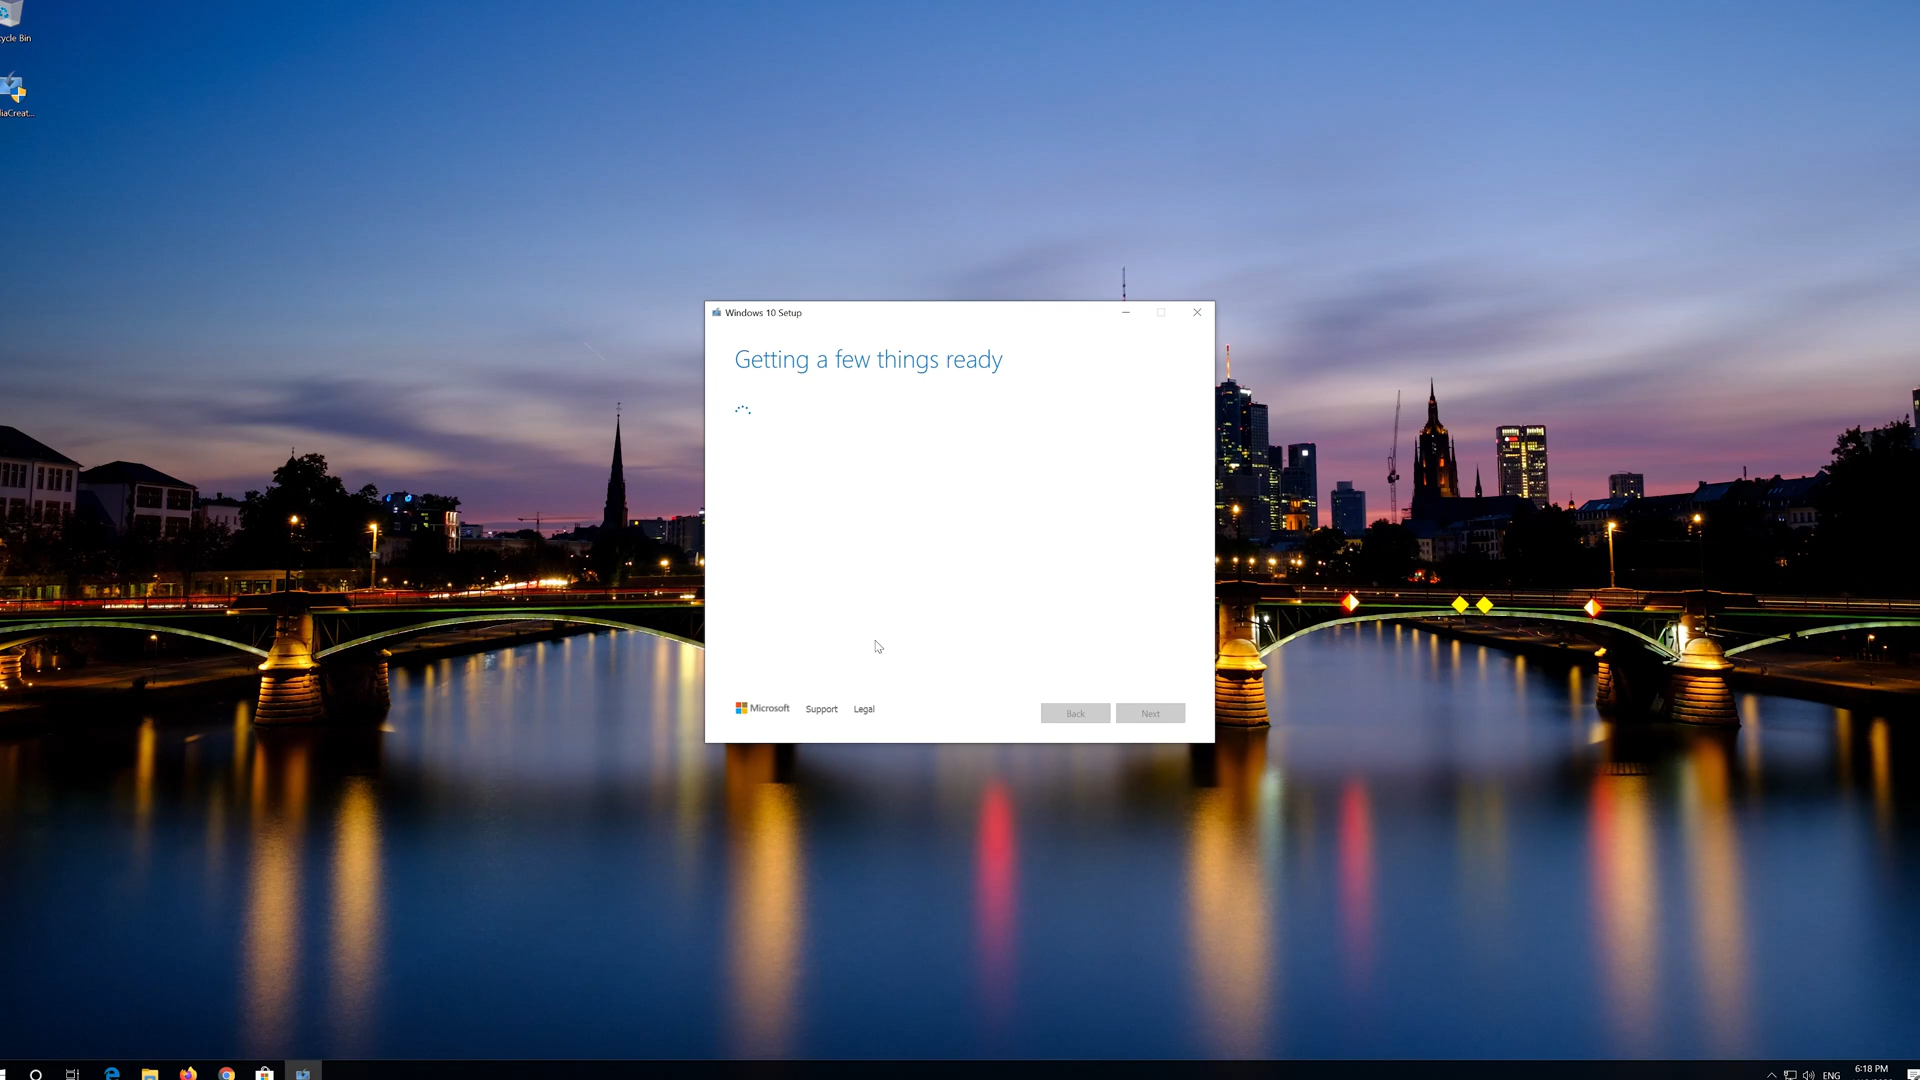 ycle Bin
iaCreat...
Windows 10 Setup
Getting a few things ready
Microsoft Support Legal
Back Next
ENG
6:18 PM